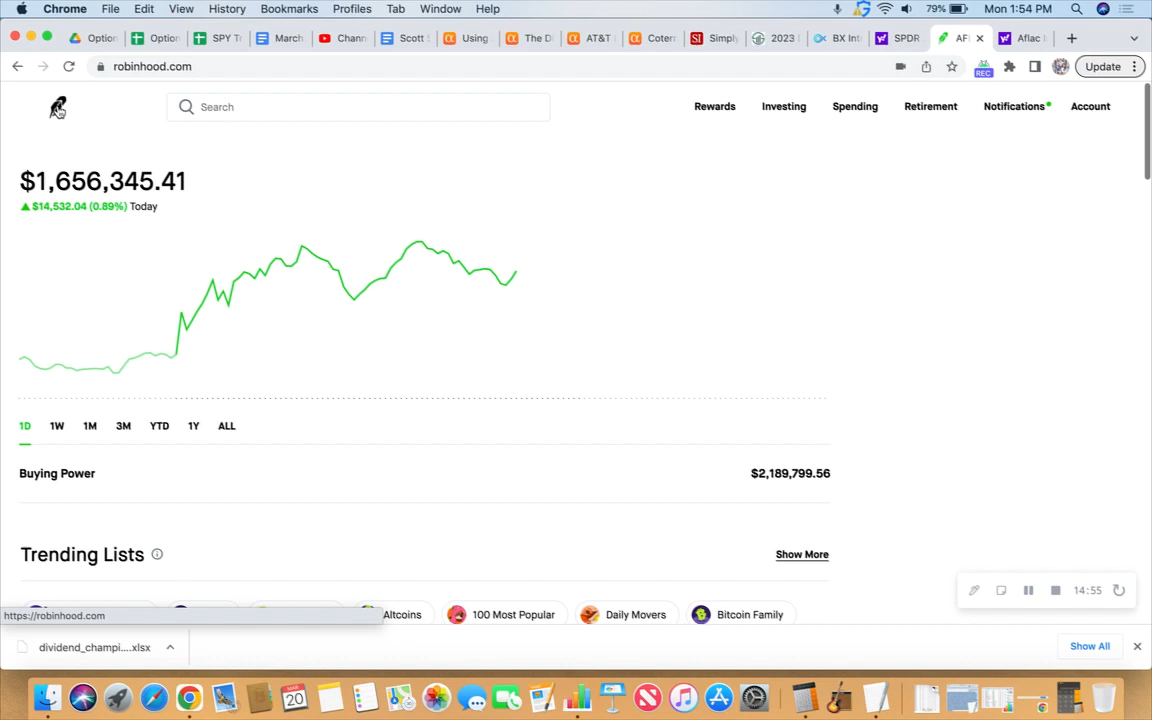 Chrome File Edit View History Bookmarks Profiles Tab Window Help 79% Mon 1:54 PM
Option Option SPY T March Chann Scott Using The D AT&T Coterr Simply 2023 BX Int SPDR AFI Aflac
robinhood.com REC Update
Search Rewards Investing Spending Retirement Notifications Account
$1,656,345.41
$14,532.04 (0.89%) Today
1D 1W 1M 3M YTD 1Y ALL
Buying Power $2,189,799.56
Trending Lists Show More
14:55
https://robinhood.com Altcoins 100 Most Popular Daily Movers Bitcoin Family
dividend_champi....xlsx Show All
MAR
20